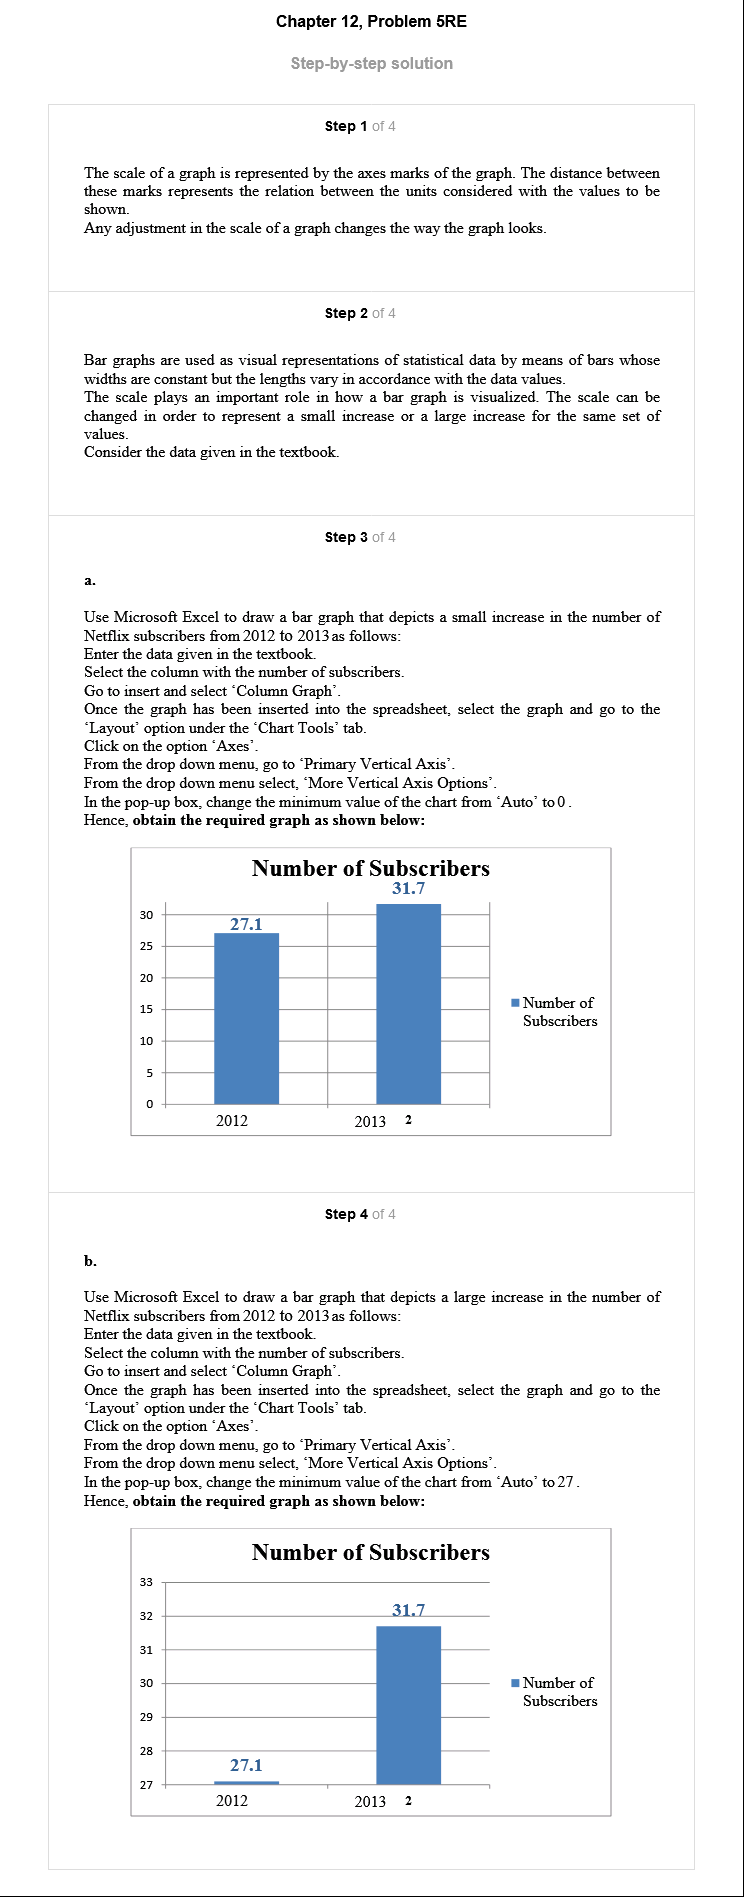 Chapter 12, Problem 5RE
Step-by-step solution
Step 1 of 4
The scale of a graph is represented by the axes marks of the graph. The distance between
these marks represents the relation between the units considered with the values to be
shown.
Any adjustment in the scale of a graph changes the way the graph looks.
Step 2 of 4
Bar graphs are used as visual representations of statistical data by means of bars whose
widths are constant but the lengths vary in accordance with the data values.
The scale plays an important role in how a bar graph is visualized. The scale can be
changed in order to represent a small increase or a large increase for the same set of
values.
Consider the data given in the textbook.
Step 3 of 4
a.
Use Microsoft Excel to draw a bar graph that depicts a small increase in the number of
Netflix subscribers from 2012 to 2013 as follows:
Enter the data given in the textbook.
Select the column with the number of subscribers.
Go to insert and select ‘Column Graph’.
Once the graph has been inserted into the spreadsheet, select the graph and go to the
‘Layout’ option under the ‘Chart Tools’ tab.
Click on the option ‘Axes’.
From the drop down menu, go to ‘Primary Vertical Axis’.
From the drop down menu select, ‘More Vertical Axis Options’.
In the pop-up box, change the minimum value of the chart from ‘Auto’ to 0 .
Hence, obtain the required graph as shown below:
Number of Subscribers
31.7
30
27.1
25
20
15
Number of
Subscribers
10
5
0
2012
2013 2
Step 4 of 4
b.
Use Microsoft Excel to draw a bar graph that depicts a large increase in the number of
Netflix subscribers from 2012 to 2013 as follows:
Enter the data given in the textbook.
Select the column with the number of subscribers.
Go to insert and select ‘Column Graph’.
Once the graph has been inserted into the spreadsheet, select the graph and go to the
‘Layout’ option under the ‘Chart Tools’ tab.
Click on the option ‘Axes’.
From the drop down menu, go to ‘Primary Vertical Axis’.
From the drop down menu select, ‘More Vertical Axis Options’.
In the pop-up box, change the minimum value of the chart from ‘Auto’ to 27 .
Hence, obtain the required graph as shown below:
Number of Subscribers
33
32
31.7
31
30
Number of
Subscribers
29
28
27.1
27
2012
2013 2